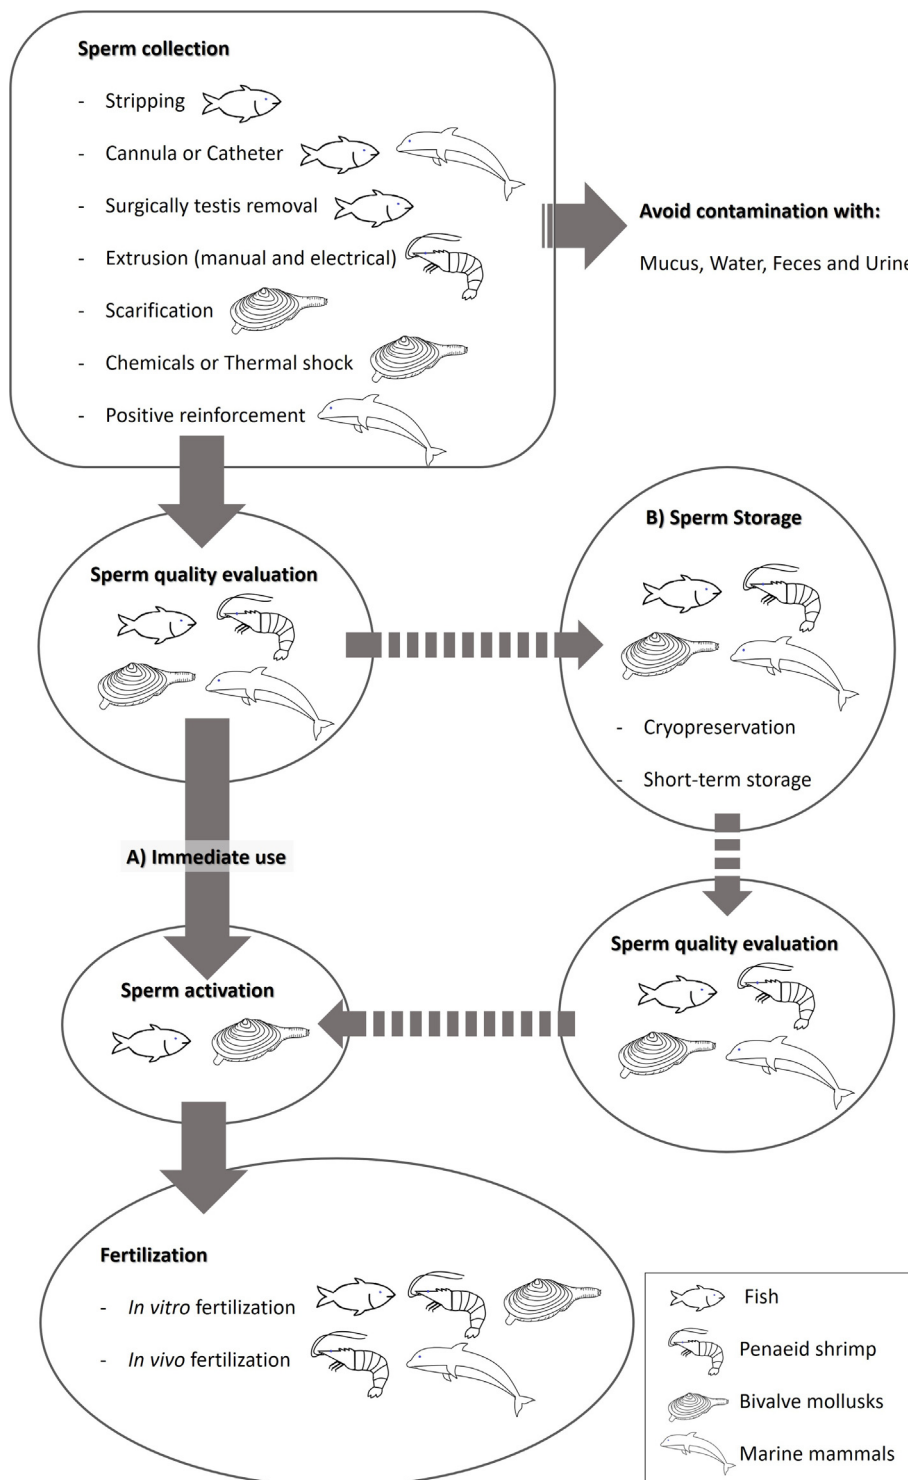 Sperm collection
- Stripping
- Cannula or Catheter
- Surgically testis removal
- Extrusion (manual and electrical)
- Scarification
- Chemicals or Thermal shock
- Positive reinforcement
Avoid contamination with:
Mucus, Water, Feces and Urine
Sperm quality evaluation
B) Sperm Storage
- Cryopreservation
- Short-term storage
A) Immediate use
Sperm quality evaluation
Sperm activation
Fertilization
- In vitro fertilization
- In vivo fertilization
Fish
Penaeid shrimp
Bivalve mollusks
Marine mammals